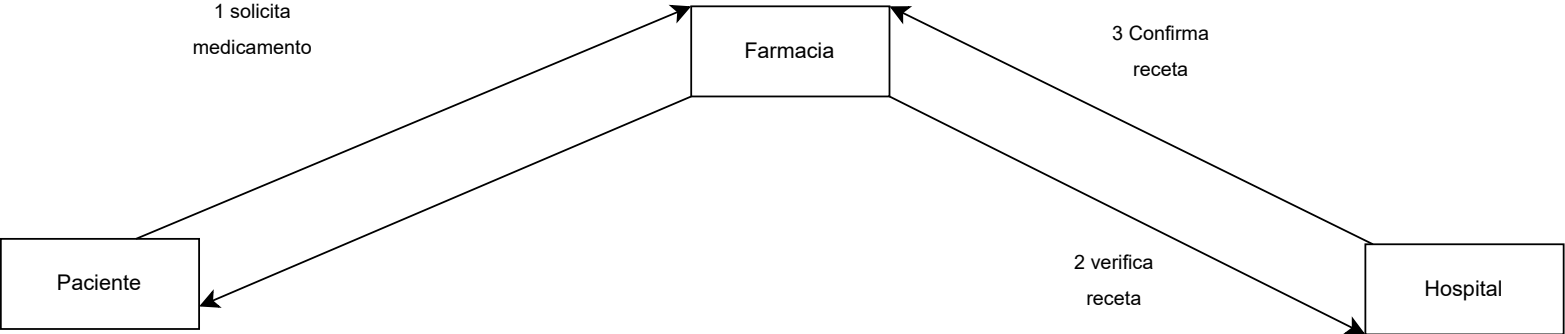 1 solicita
medicamento
Farmacia
3 Confirma
receta
Paciente
2 verifica
receta
Hospital